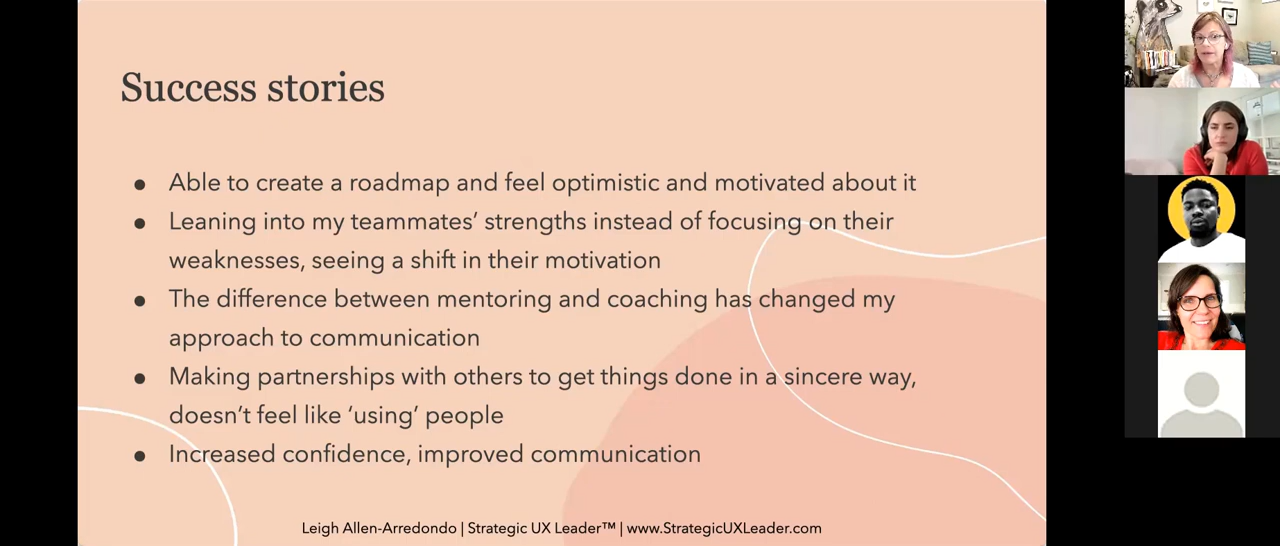 Success stories
● Able to create a roadmap and feel optimistic and motivated about it
● Leaning into my teammates’ strengths instead of focusing on their
weaknesses, seeing a shift in their motivation
● The difference between mentoring and coaching has changed my
approach to communication
● Making partnerships with others to get things done in a sincere way,
doesn’t feel like ‘using’ people
● Increased confidence, improved communication
Leigh Allen-Arredondo | Strategic UX Leader™ | www.StrategicUXLeader.com